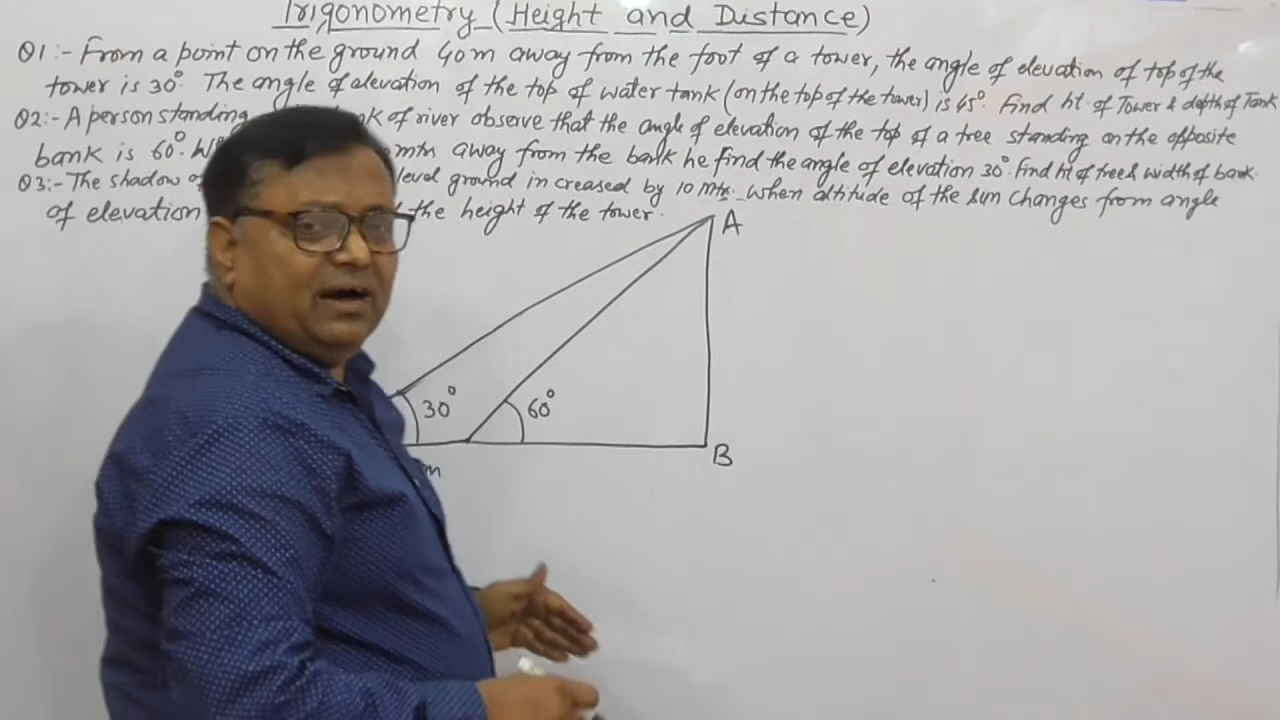 Trigonometry (Height and Distance)
Q1:- From a point on the ground 40m away from the foot of a tower, the angle of elevation of top of the
tower is 30°. The angle of elevation of the top of water tank (on the top of the tower) is 45°. Find ht. of Tower & depth of Tank
Q2:- A person standing of river observe that the angle of elevation of the top of a tree standing on the opposite
bank is 60°. mtrs away from the bank he find the angle of elevation 30°. Find ht of tree & width of bank.
Q3:- The shadow level ground increased by 10 mts. when altitude of the sun changes from angle
of elevation the height of the tower.
A
30° 60°
B
m